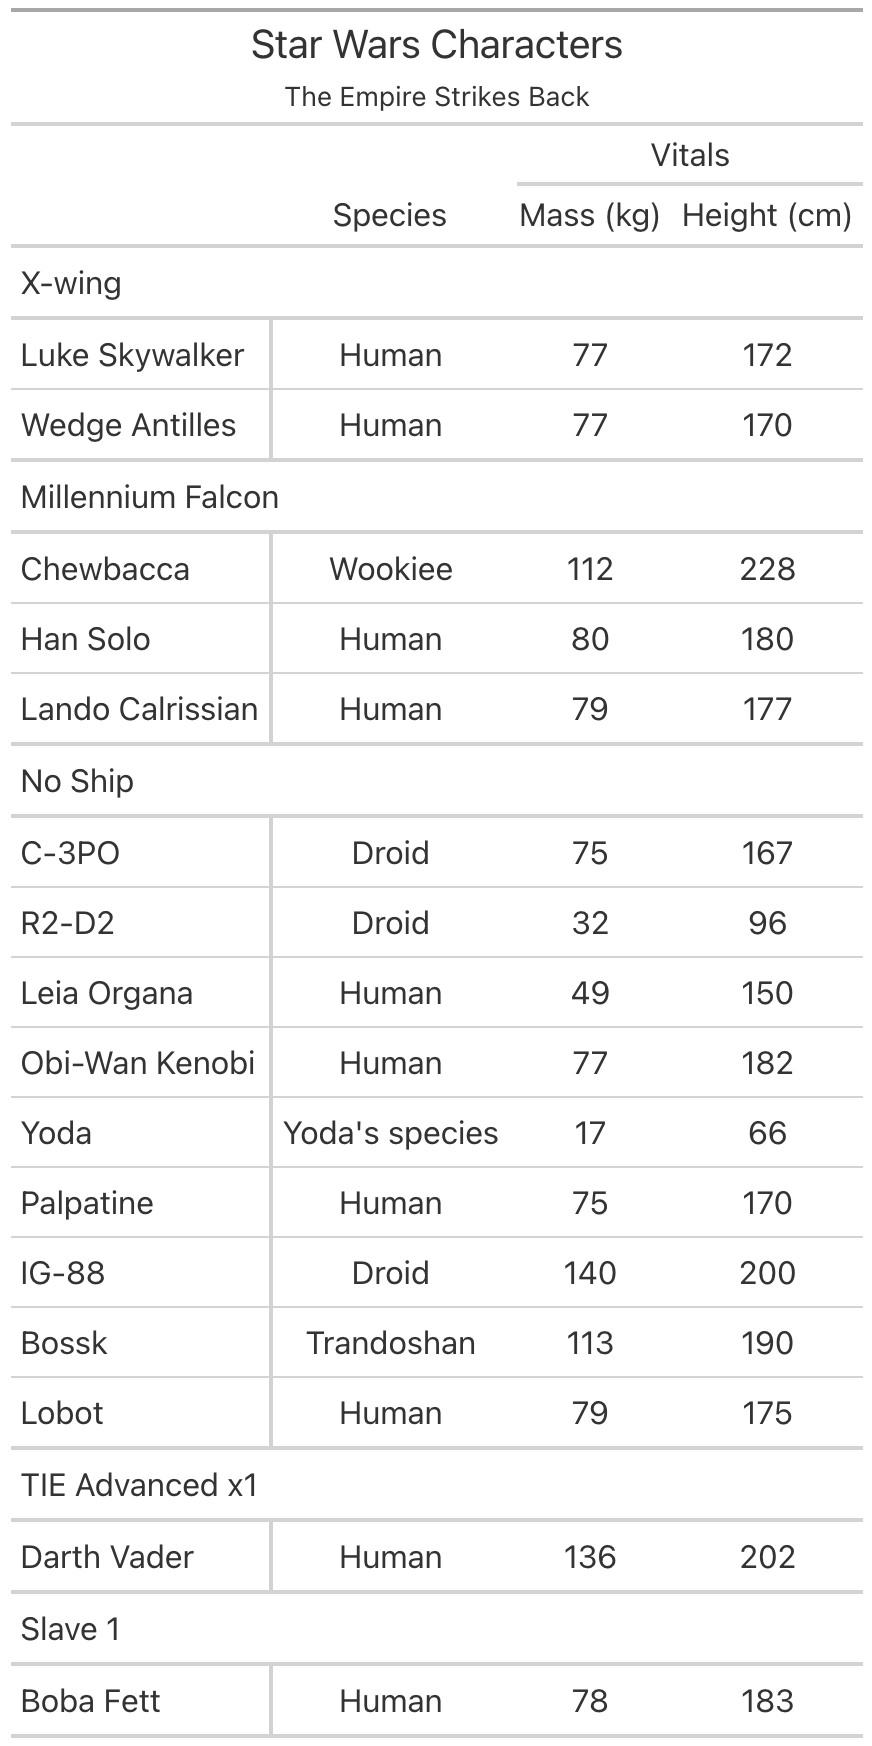 Star Wars Characters
The Empire Strikes Back
Vitals
Species Mass (kg) Height (cm)
X-wing
Luke Skywalker Human 77 172
Wedge Antilles Human 77 170
Millennium Falcon
Chewbacca Wookiee 112 228
Han Solo Human 80 180
Lando Calrissian Human 79 177
No Ship
C-3PO Droid 75 167
R2-D2 Droid 32 96
Leia Organa Human 49 150
Obi-Wan Kenobi Human 77 182
Yoda Yoda's species 17 66
Palpatine Human 75 170
IG-88 Droid 140 200
Bossk Trandoshan 113 190
Lobot Human 79 175
TIE Advanced x1
Darth Vader Human 136 202
Slave 1
Boba Fett Human 78 183